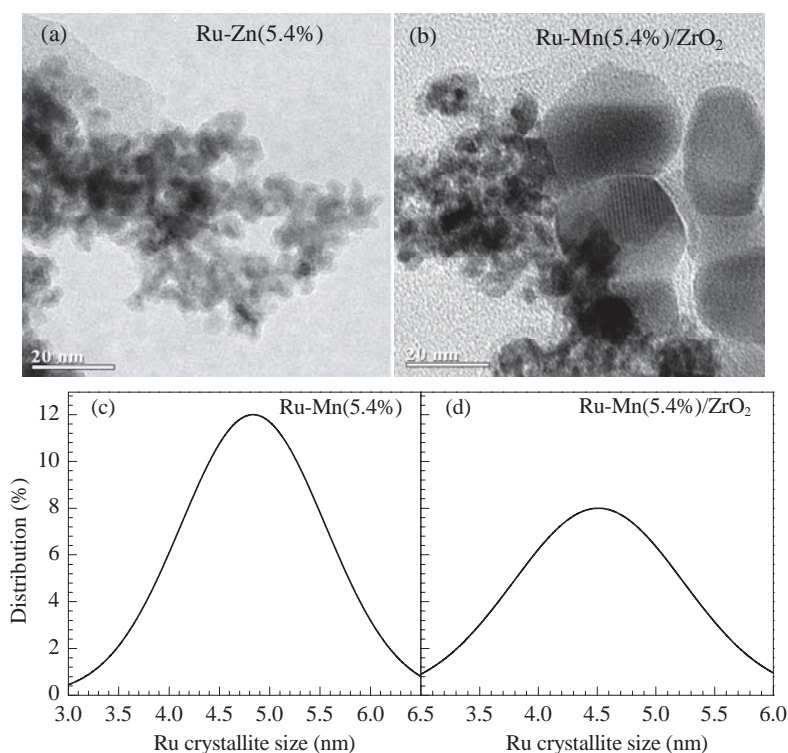 (a) Ru-Zn(5.4%)
(b) Ru-Mn(5.4%)/ZrO₂
20 nm
20 nm
(c) Ru-Mn(5.4%)
(d) Ru-Mn(5.4%)/ZrO₂
Distribution (%)
12
10
8
6
4
2
0
3.0 3.5 4.0 4.5 5.0 5.5 6.0 6.5 3.5 4.0 4.5 5.0 5.5 6.0
Ru crystallite size (nm) Ru crystallite size (nm)